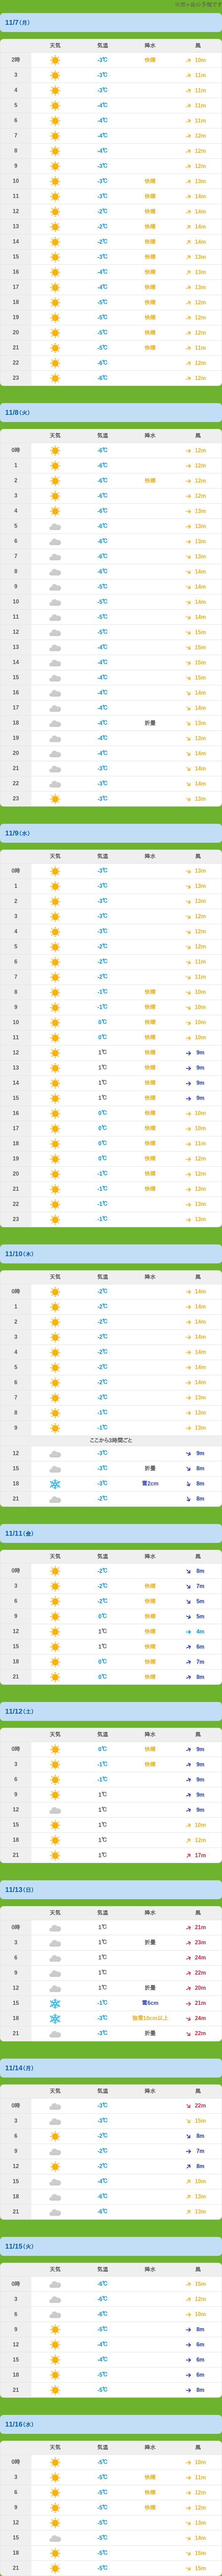 の予報です
11/7(月)
天気 気温 降水 風
2時 -3℃ 快晴 10m
3 -3℃ 11m
4 -4℃ 11m
5 -4℃ 11m
6 -4℃ 11m
7 -4℃ 12m
8 -4℃ 12m
9 -3℃ 12m
10 -3℃ 快晴 13m
11 -3℃ 快晴 14m
12 -2℃ 快晴 14m
13 -2℃ 快晴 14m
14 -2℃ 快晴 14m
15 -3℃ 快晴 13m
16 -4℃ 快晴 13m
17 -4℃ 快晴 13m
18 -5℃ 快晴 12m
19 -5℃ 快晴 12m
20 -5℃ 快晴 12m
21 -5℃ 快晴 11m
22 -6℃ 12m
23 -6℃ 12m
11/8(火)
天気 気温 降水 風
0時 -6℃ 12m
1 -6℃ 12m
2 -6℃ 快晴 12m
3 -6℃ 12m
4 -6℃ 13m
5 -6℃ 13m
6 -6℃ 13m
7 -6℃ 13m
8 -6℃ 14m
9 -5℃ 14m
10 -5℃ 14m
11 -5℃ 14m
12 -5℃ 15m
13 -4℃ 15m
14 -4℃ 15m
15 -4℃ 15m
16 -4℃ 14m
17 -4℃ 14m
18 -4℃ 折曇 13m
19 -4℃ 13m
20 -4℃ 14m
21 -3℃ 14m
22 -3℃ 14m
23 -3℃ 13m
11/9(水)
天気 気温 降水 風
0時 -3℃ 13m
1 -3℃ 13m
2 -3℃ 13m
3 -3℃ 12m
4 -3℃ 12m
5 -2℃ 12m
6 -2℃ 11m
7 -2℃ 11m
8 -1℃ 快晴 10m
9 -1℃ 快晴 10m
10 0℃ 快晴 10m
11 0℃ 快晴 10m
12 1℃ 快晴 9m
13 1℃ 快晴 9m
14 1℃ 快晴 9m
15 1℃ 快晴 9m
16 0℃ 快晴 10m
17 0℃ 快晴 10m
18 0℃ 快晴 11m
19 0℃ 快晴 12m
20 -1℃ 快晴 12m
21 -1℃ 快晴 13m
22 -1℃ 13m
23 -1℃ 13m
11/10(木)
天気 気温 降水 風
0時 -2℃ 14m
1 -2℃ 14m
2 -2℃ 14m
3 -2℃ 14m
4 -2℃ 14m
5 -2℃ 14m
6 -2℃ 14m
7 -2℃ 13m
8 -1℃ 13m
9 -1℃ 13m
ここから3時間ごと
12 -3℃ 9m
15 -3℃ 折曇 8m
18 -3℃ 雪2cm 8m
21 -2℃ 8m
11/11(金)
天気 気温 降水 風
0時 -2℃ 8m
3 -2℃ 快晴 7m
6 -2℃ 快晴 5m
9 0℃ 快晴 5m
12 1℃ 快晴 4m
15 1℃ 快晴 6m
18 0℃ 快晴 7m
21 0℃ 快晴 8m
11/12(土)
天気 気温 降水 風
0時 0℃ 快晴 9m
3 -1℃ 快晴 9m
6 -1℃ 9m
9 1℃ 9m
12 1℃ 9m
15 1℃ 10m
18 1℃ 12m
21 1℃ 17m
11/13(日)
天気 気温 降水 風
0時 1℃ 21m
3 1℃ 折曇 23m
6 1℃ 24m
9 1℃ 22m
12 1℃ 折曇 20m
15 -1℃ 雪6cm 21m
18 -3℃ 強雪10cm以上 24m
21 -3℃ 折曇 22m
11/14(月)
天気 気温 降水 風
0時 -3℃ 22m
3 -3℃ 15m
6 -2℃ 8m
9 -2℃ 7m
12 -2℃ 8m
15 -4℃ 10m
18 -6℃ 13m
21 -6℃ 13m
11/15(火)
天気 気温 降水 風
0時 -6℃ 15m
3 -6℃ 12m
6 -6℃ 10m
9 -5℃ 8m
12 -4℃ 6m
15 -4℃ 6m
18 -5℃ 6m
21 -5℃ 8m
11/16(水)
天気 気温 降水 風
0時 -5℃ 10m
3 -5℃ 快晴 11m
6 -5℃ 快晴 12m
9 -5℃ 快晴 12m
12 -5℃ 13m
15 -5℃ 14m
18 -5℃ 15m
21 -5℃ 15m